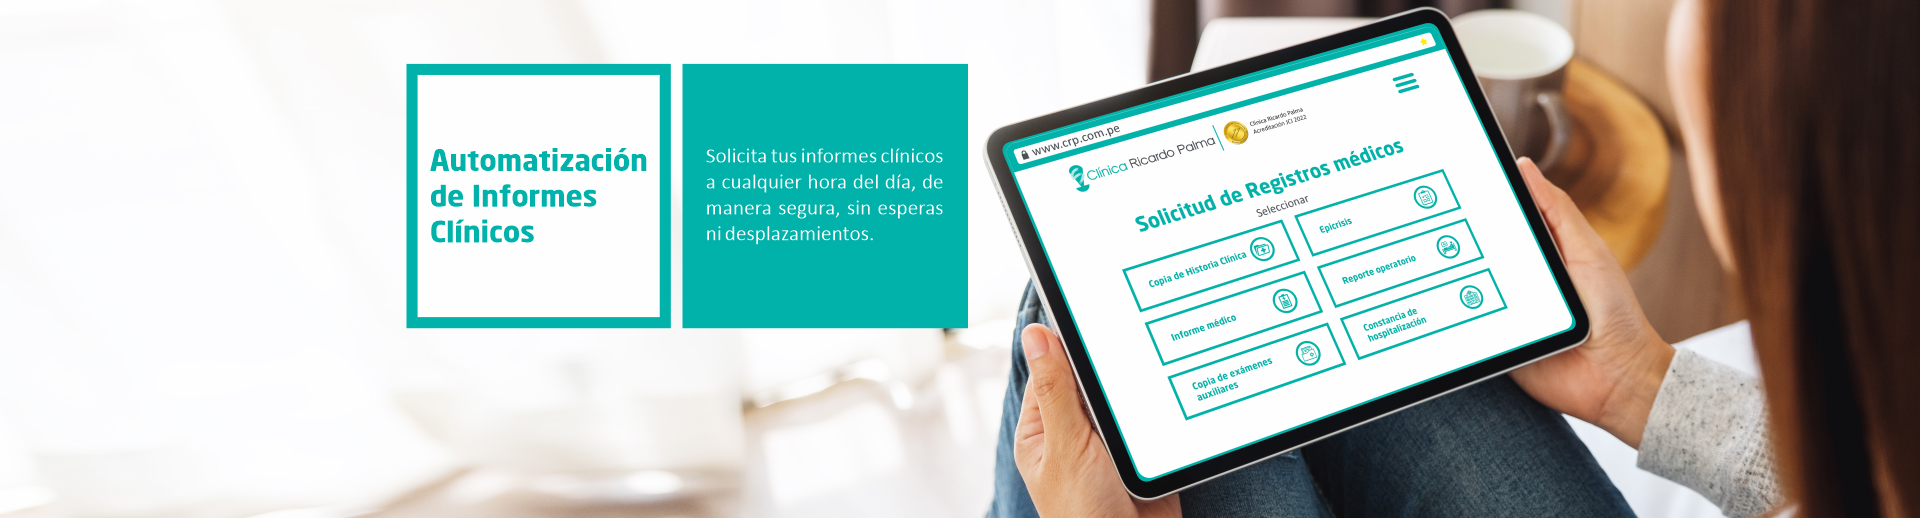 Automatización
de Informes
Clínicos
Solicita tus informes clínicos
a cualquier hora del día, de
manera segura, sin esperas
ni desplazamientos.
www.crp.com.pe
Clínica Ricardo Palma
Clínica Ricardo Palma
Acreditación JCI 2022
Solicitud de Registros médicos
Seleccionar
Copia de Historia Clínica
Epicrisis
Informe médico
Reporte operatorio
Copia de exámenes
auxiliares
Constancia de
hospitalización